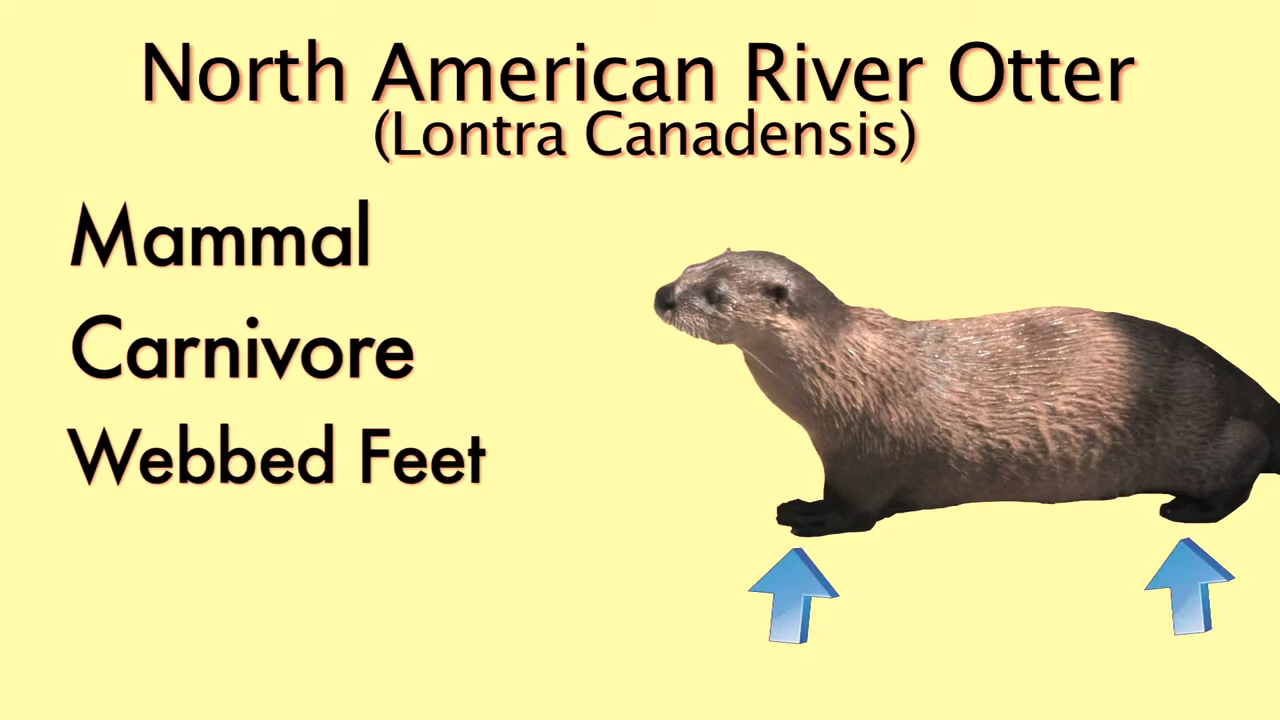 North American River Otter
(Lontra Canadensis)
Mammal
Carnivore
Webbed Feet